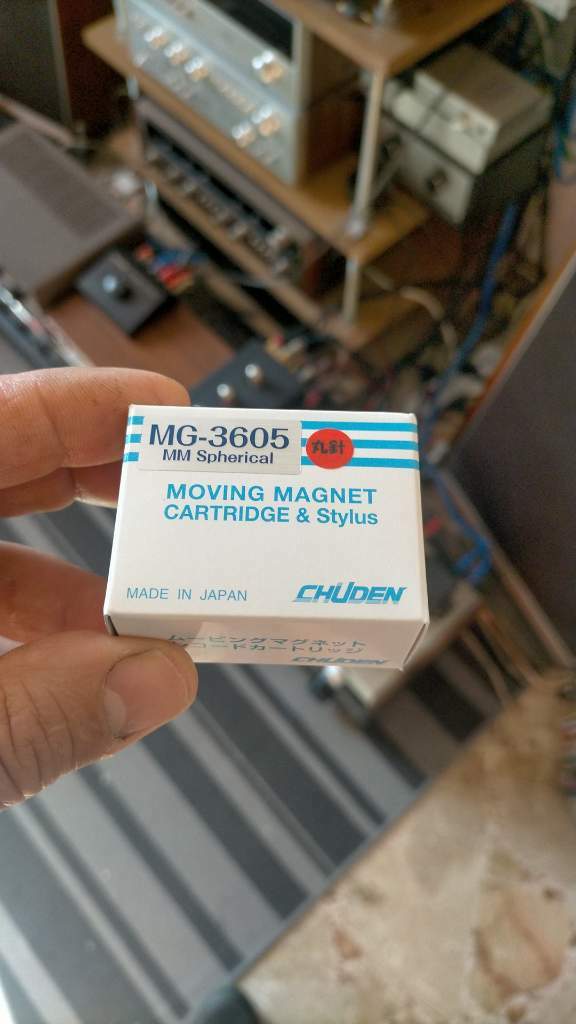 MG-3605
MM Spherical
丸針
MOVING MAGNET
CARTRIDGE & Stylus
MADE IN JAPAN
CHUDEN
ムービングマグネット
レコードカートリッジ
CHUDEN